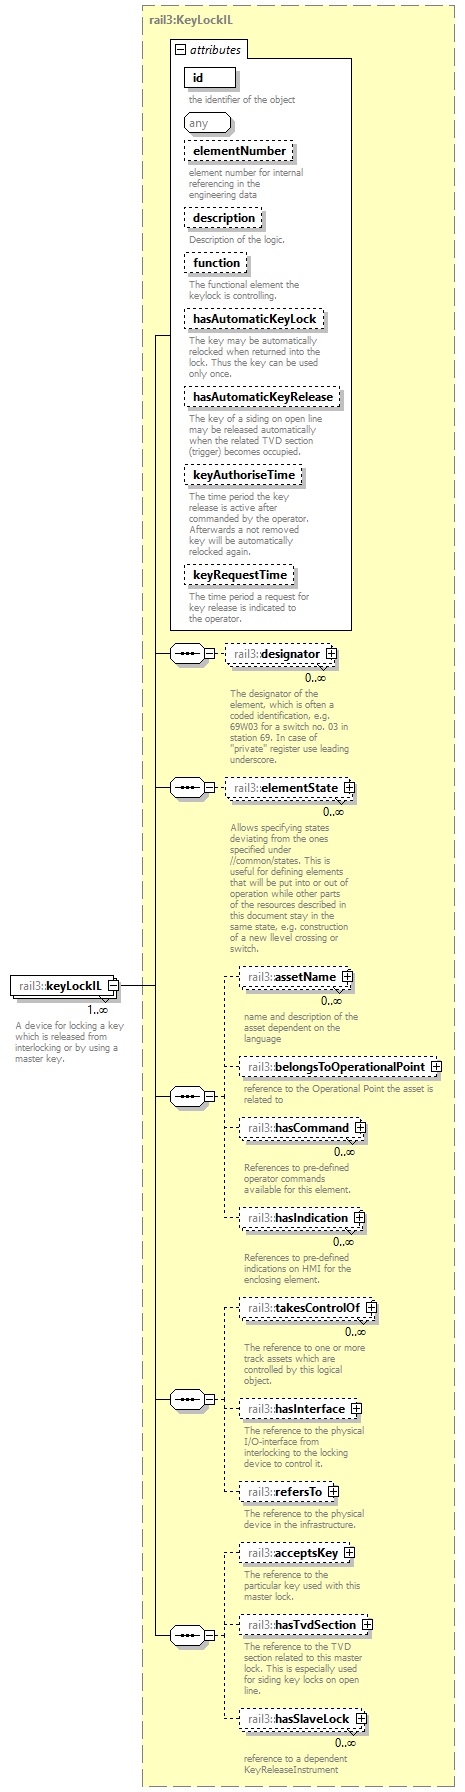 rail3:KeyLockIL
attributes
id
the identifier of the object
any
elementNumber
element number for internal
referencing in the
engineering data
description
Description of the logic.
function
The functional element the
keylock is controlling.
hasAutomaticKeyLock
The key may be automatically
relocked when returned into the
lock. Thus the key can be used
only once.
hasAutomaticKeyRelease
The key of a siding on open line
may be released automatically
when the related TVD section
(trigger) becomes occupied.
keyAuthoriseTime
The time period the key
release is active after
commanded by the operator.
Afterwards a not removed
key will be automatically
relocked again.
keyRequestTime
The time period a request for
key release is indicated to
the operator.
rail3::designator
0..∞
The designator of the
element, which is often a
coded identification, e.g.
69W03 for a switch no. 03 in
station 69. In case of
"private" register use leading
underscore.
rail3::elementState
0..∞
Allows specifying states
deviating from the ones
specified under
//common/states. This is
useful for defining elements
that will be put into or out of
operation while other parts
of the resources described in
this document stay in the
same state, e.g. construction
of a new llevel crossing or
switch.
rail3::keyLockIL
1..∞
A device for locking a key
which is released from
interlocking or by using a
master key.
rail3::assetName
0..∞
name and description of the
asset dependent on the
language
rail3::belongsToOperationalPoint
reference to the Operational Point the asset is
related to
rail3::hasCommand
0..∞
References to pre-defined
operator commands
available for this element.
rail3::hasIndication
0..∞
References to pre-defined
indications on HMI for the
enclosing element.
rail3::takesControlOf
0..∞
The reference to one or more
track assets which are
controlled by this logical
object.
rail3::hasInterface
The reference to the physical
I/O-interface from
interlocking to the locking
device to control it.
rail3::refersTo
The reference to the physical
device in the infrastructure.
rail3::acceptsKey
The reference to the
particular key used with this
master lock.
rail3::hasTvdSection
The reference to the TVD
section related to this master
lock. This is especially used
for siding key locks on open
line.
rail3::hasSlaveLock
0..∞
reference to a dependent
KeyReleaseInstrument